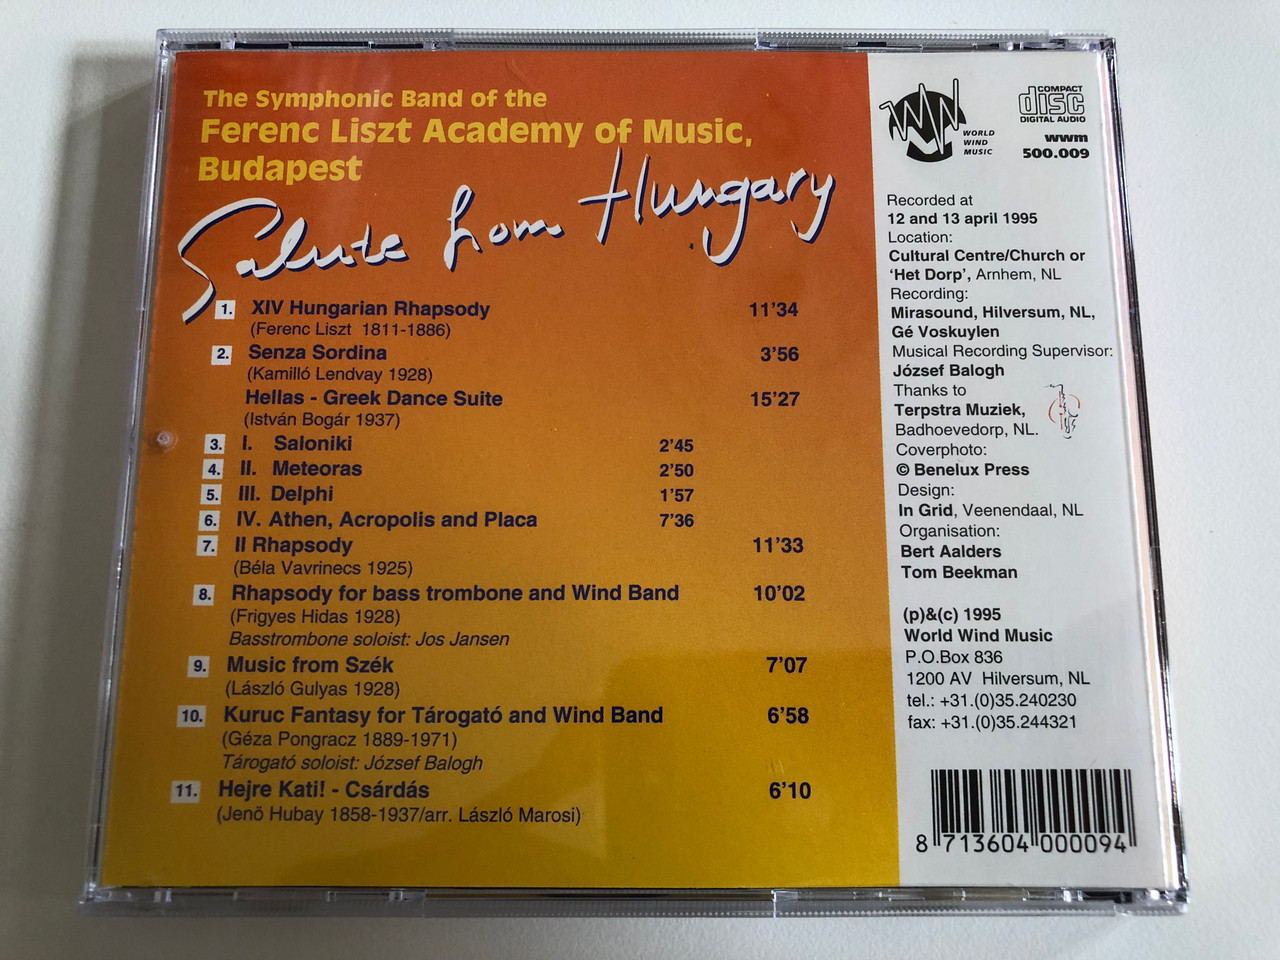 The Symphonic Band of the
Ferenc Liszt Academy of Music,
Budapest
Salute from Hungary
1. XIV Hungarian Rhapsody 11'34
(Ferenc Liszt 1811-1886)
2. Senza Sordina 3'56
(Kamilló Lendvay 1928)
Hellas - Greek Dance Suite 15'27
(István Bogár 1937)
3. I. Saloniki 2'45
4. II. Meteoras 2'50
5. III. Delphi 1'57
6. IV. Athen, Acropolis and Placa 7'36
7. II Rhapsody 11'33
(Béla Vavrinecs 1925)
8. Rhapsody for bass trombone and Wind Band 10'02
(Frigyes Hidas 1928)
Basstrombone soloist: Jos Jansen
9. Music from Szék 7'07
(László Gulyas 1928)
10. Kuruc Fantasy for Tárogató and Wind Band 6'58
(Géza Pongracz 1889-1971)
Tárogató soloist: József Balogh
11. Hejre Kati! - Csárdás 6'10
(Jenö Hubay 1858-1937/arr. László Marosi)
WORLD
WIND
MUSIC
COMPACT
disc
DIGITAL AUDIO
wwm
500.009
Recorded at
12 and 13 april 1995
Location:
Cultural Centre/Church or
'Het Dorp', Arnhem, NL
Recording:
Mirasound, Hilversum, NL,
Gé Voskuylen
Musical Recording Supervisor:
József Balogh
Thanks to
Terpstra Muziek,
Badhoevedorp, NL.
Coverphoto:
© Benelux Press
Design:
In Grid, Veenendaal, NL
Organisation:
Bert Aalders
Tom Beekman
(p)&(c) 1995
World Wind Music
P.O.Box 836
1200 AV Hilversum, NL
tel.: +31.(0)35.240230
fax: +31.(0)35.244321
8 713604 000094